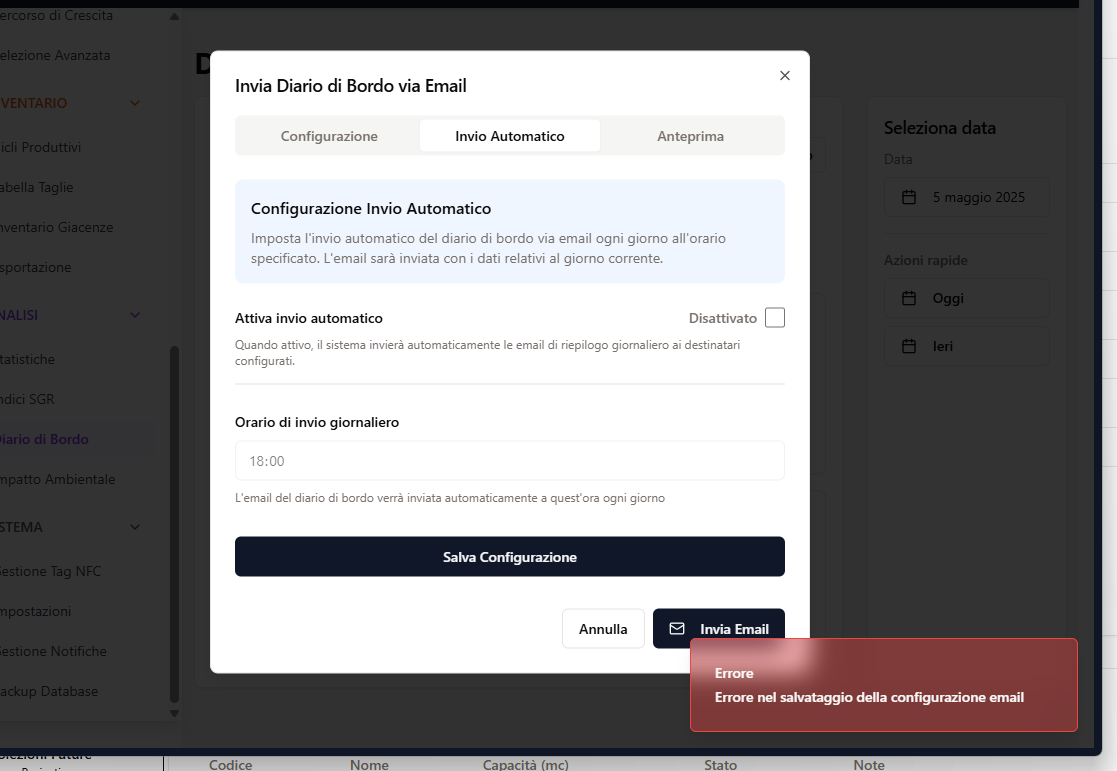 ercorso di Crescita
elezione Avanzata
VENTARIO
icli Produttivi
abella Taglie
nventario Giacenze
sportazione
NALISI
tatistiche
ndici SGR
Diario di Bordo
mpatto Ambientale
STEMA
Gestione Tag NFC
mpostazioni
Gestione Notifiche
ackup Database
D
Invia Diario di Bordo via Email
Configurazione
Invio Automatico
Anteprima
Configurazione Invio Automatico
Imposta l'invio automatico del diario di bordo via email ogni giorno all'orario
specificato. L'email sarà inviata con i dati relativi al giorno corrente.
Attiva invio automatico
Disattivato
Quando attivo, il sistema invierà automaticamente le email di riepilogo giornaliero ai destinatari
configurati.
Orario di invio giornaliero
18:00
L'email del diario di bordo verrà inviata automaticamente a quest'ora ogni giorno
Salva Configurazione
Annulla
Invia Email
Seleziona data
Data
5 maggio 2025
Azioni rapide
Oggi
Ieri
Errore
Errore nel salvataggio della configurazione email
Codice
Nome
Capacità (mc)
Stato
Note